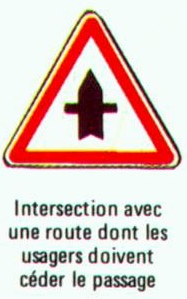 Intersection avec
une route dont les
usagers doivent
céder le passage